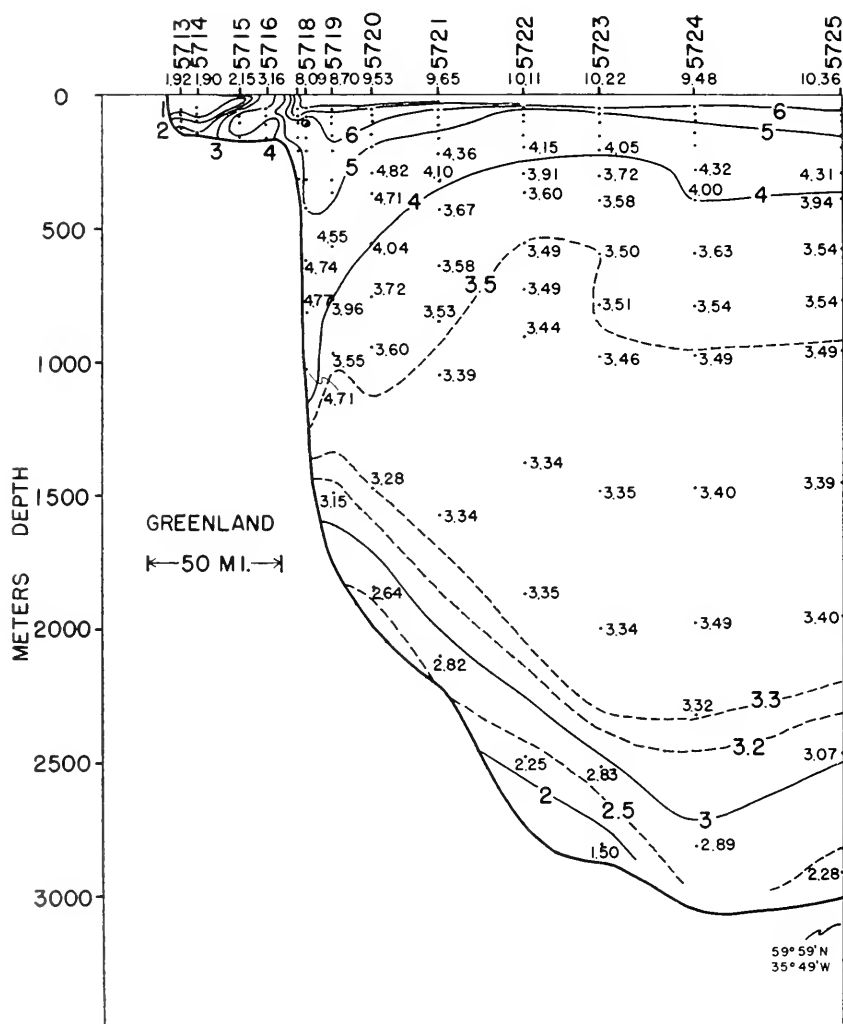 5713 5714 5715 5716 5718 5719 5720 5721 5722 5723 5724 5725
1.92 1.90 2.15 3.16 8.09 8.70 9.53 9.65 10.11 10.22 9.48 10.36
0
1 6
2 3 4 6 5
5 4.36 4.15 4.05
4.82 4.10 3.91 3.72 4.32 4.31
4.71 4 3.67 3.60 3.58 4.00 4 3.94
500
4.55 4.04 3.49 3.50 3.63 3.54
4.74 3.58
3.72 3.5 3.49
4.77 3.96 3.53 3.51 3.54 3.54
3.44
3.55 3.60 3.46 3.49 3.49
1000
4.71 3.39
3.28 3.34
METERS DEPTH
1500 3.15 3.35 3.40 3.39
GREENLAND 3.34
50 MI.
2.64 3.35
2000 3.34 3.49 3.40
2.82
3.32 3.3
3.2
2500 2.25 2.83 3.07
2 2.5 3
1.50 2.89
2.28
3000
59° 59'N
35° 49'W